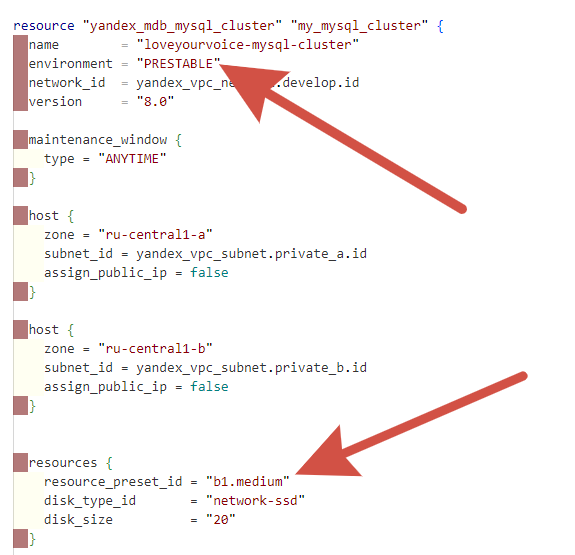 resource "yandex_mdb_mysql_cluster" "my_mysql_cluster" {
name = "loveyourvoice-mysql-cluster"
environment = "PRESTABLE"
network_id = yandex_vpc_ne .develop.id
version = "8.0"
maintenance_window {
type = "ANYTIME"
}
host {
zone = "ru-central1-a"
subnet_id = yandex_vpc_subnet.private_a.id
assign_public_ip = false
}
host {
zone = "ru-central1-b"
subnet_id = yandex_vpc_subnet.private_b.id
assign_public_ip = false
}
resources {
resource_preset_id = "b1.medium"
disk_type_id = "network-ssd"
disk_size = "20"
}